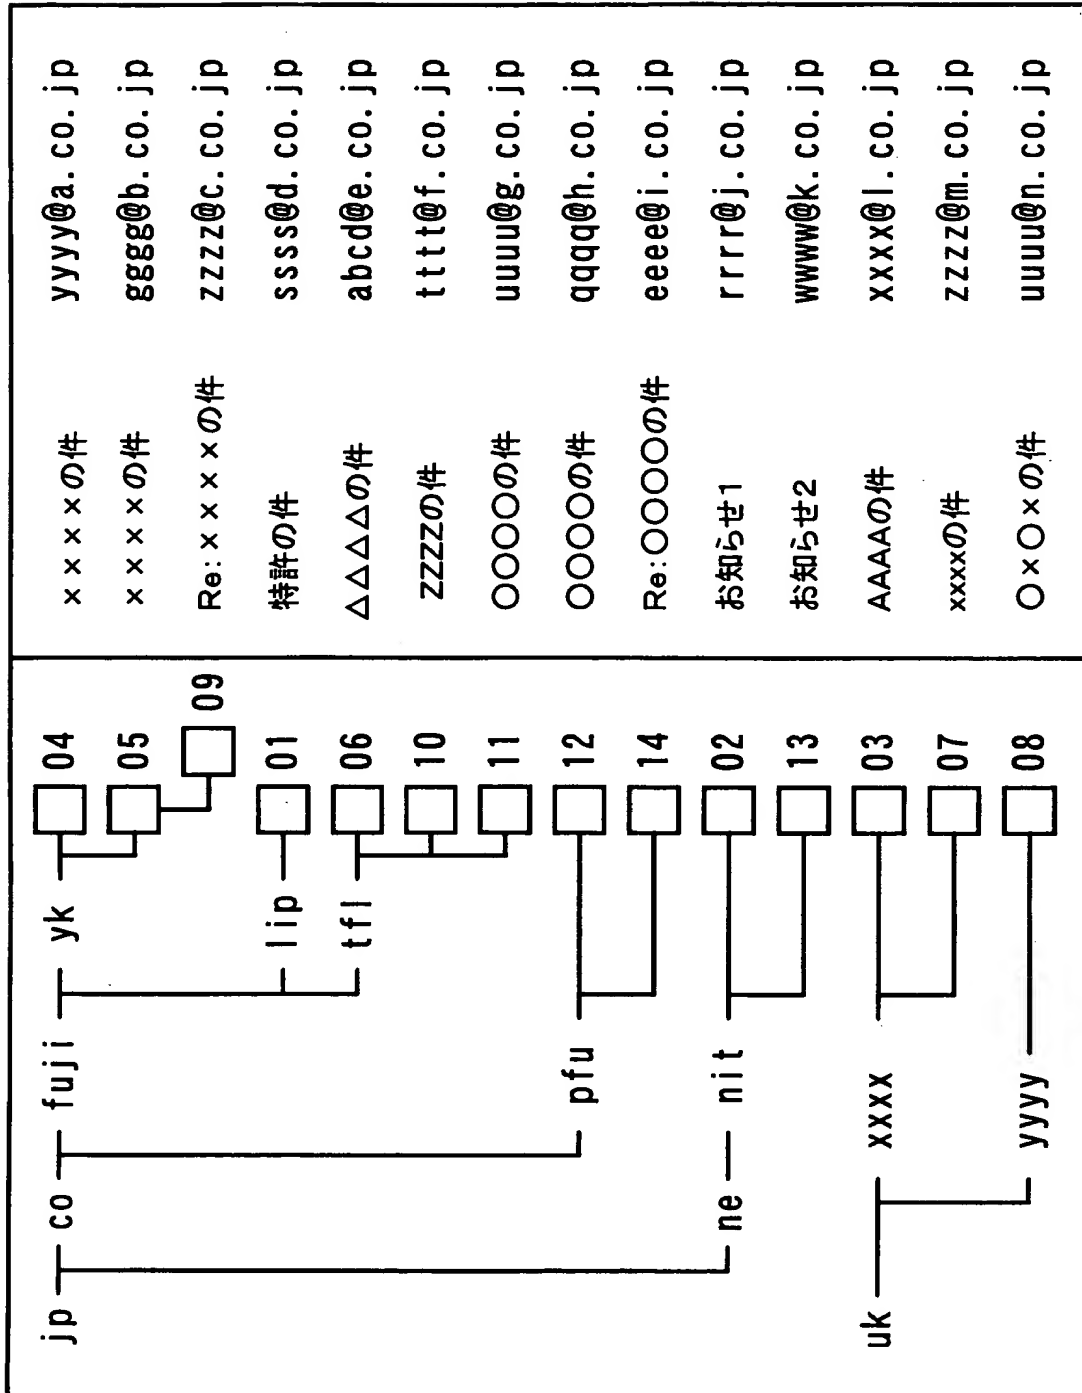 jp co fuji yk 04 ××××の件 yyyy@a.co.jp
05 ××××の件 gggg@b.co.jp
09 Re:××××の件 zzzz@c.co.jp
lip 01 特許の件 ssss@d.co.jp
tfl 06 △△△△の件 abcd@e.co.jp
10 ZZZZの件 tttt@f.co.jp
11 ○○○○の件 uuuu@g.co.jp
pfu 12 ○○○○の件 qqqq@h.co.jp
14 Re:○○○○の件 eeee@i.co.jp
ne nit 02 お知らせ1 rrrr@j.co.jp
13 お知らせ2 wwww@k.co.jp
uk xxxx 03 AAAAの件 xxxx@l.co.jp
07 xxxxの件 zzzz@m.co.jp
yyyy 08 ○×○×の件 uuuu@n.co.jp